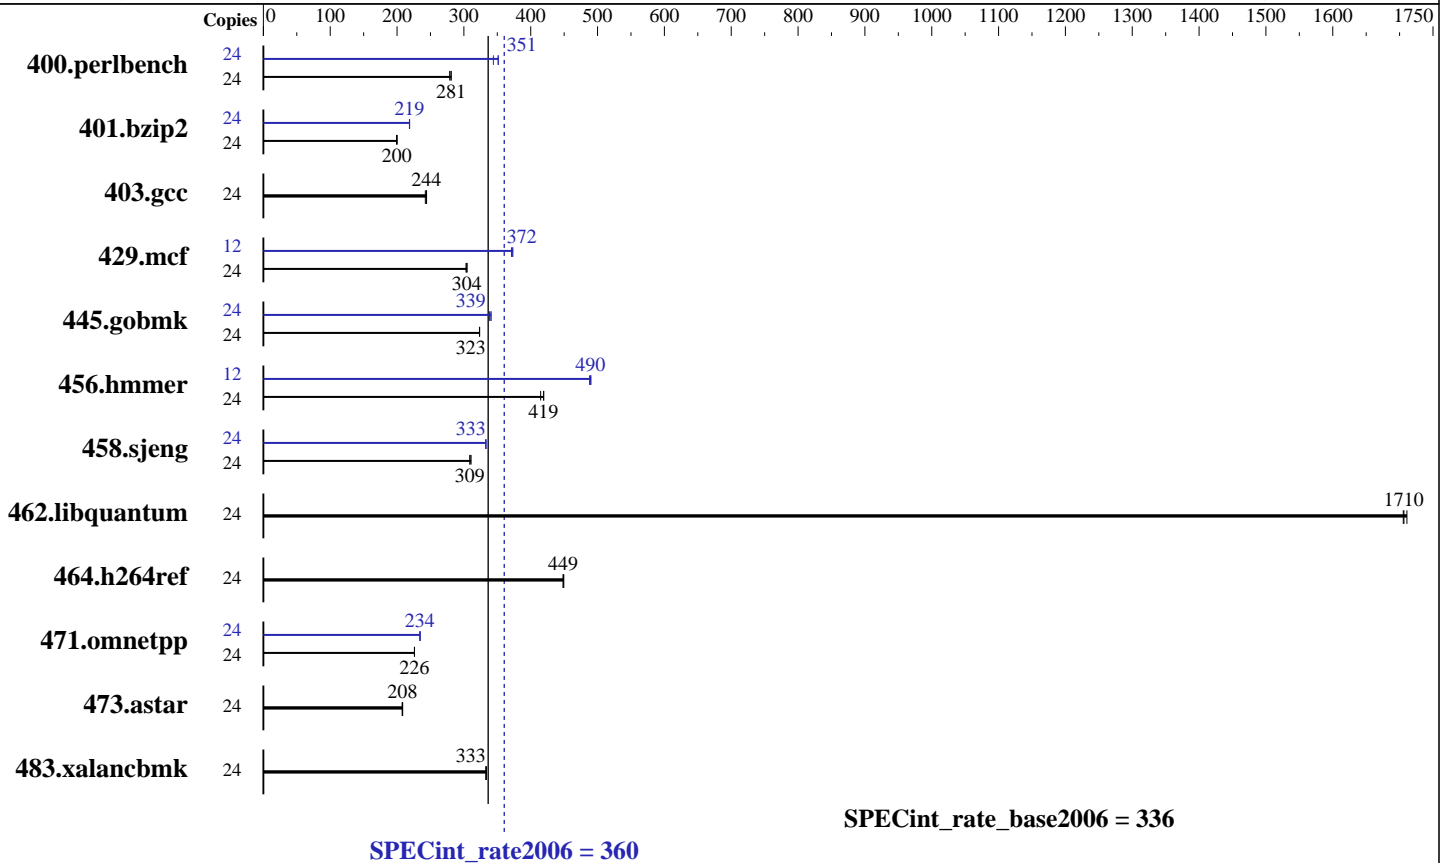 Copies 0 100 200 300 400 500 600 700 800 900 1000 1100 1200 1300 1400 1500 1600 1750
400.perlbench 24 351
24 281
401.bzip2 24 219
24 200
403.gcc 24 244
429.mcf 12 372
24 304
445.gobmk 24 339
24 323
456.hmmer 12 490
24 419
458.sjeng 24 333
24 309
462.libquantum 24 1710
464.h264ref 24 449
471.omnetpp 24 234
24 226
473.astar 24 208
483.xalancbmk 24 333
SPECint_rate_base2006 = 336
SPECint_rate2006 = 360